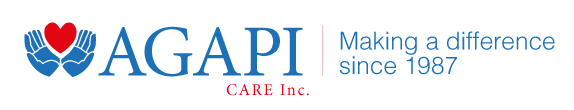 AGAPI
CARE Inc.
Making a difference
since 1987